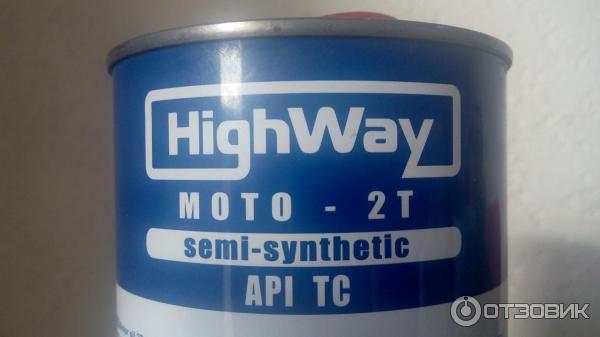 HighWay
MOTO - 2T
semi-synthetic
API TC
ОТЗОВИК